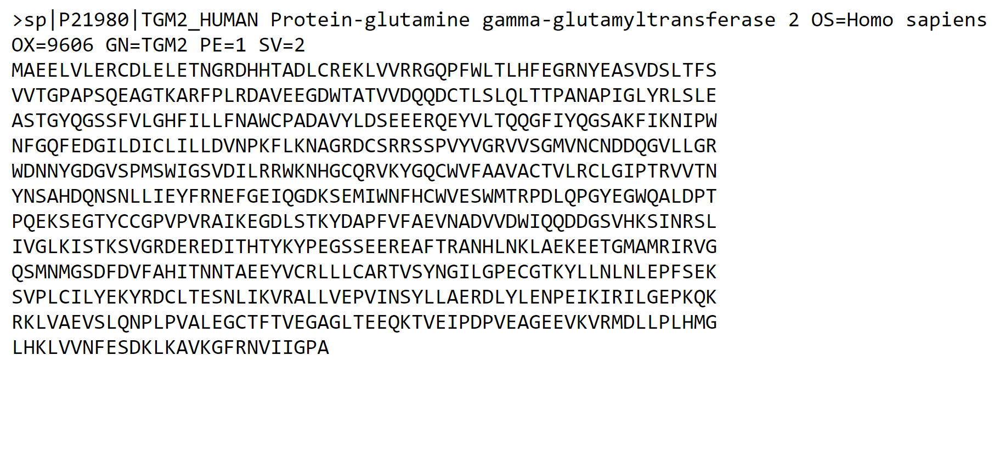 >sp|P21980|TGM2_HUMAN Protein-glutamine gamma-glutamyltransferase 2 OS=Homo sapiens
OX=9606 GN=TGM2 PE=1 SV=2
MAEELVLERCDLELETNGRDHHTADLCREKLVVRRGQPFWLTLHFEGRNYEASVDSLTFS
VVTGPAPSQEAGTKARFPLRDAVEEGDWTATVVDQQDCTLSLQLTTPANAPIGLYRLSLE
ASTGYQGSSFVLGHFILLFNAWCPADAVYLDSEEERQEYVLTQQGFIYQGSAKFIKNIPW
NFGQFEDGILDICLILLDVNPKFLKNAGRDCSRRSSPVYVGRVVSGMVNCNDDQGVLLGR
WDNNYGDGVSPMSWIGSVDILRRWKNHGCQRVKYGQCWVFAAVACTVLRCLGIPTRVVTN
YNSAHDQNSNLLIEYFRNEFGEIQGDKSEMIWNFHCWVESWMTRPDLQPGYEGWQALDPT
PQEKSEGTYCCGPVPVRAIKEGDLSTKYDAPFVFAEVNADVVDWIQQDDGSVHKSINRSL
IVGLKISTKSVGRDEREDITHTYKYPEGSSEEREAFTRANHLNKLAEKEETGMAMRIRVG
QSMNMGSDFDVFAHITNNTAEEYVCRLLLCARTVSYNGILGPECGTKYLLNLNLEPFSEK
SVPLCILYEKYRDCLTESNLIKVRALLVEPVINSYLLAERDLYLENPEIKIRILGEPKQK
RKLVAEVSLQNPLPVALEGCTFTVEGAGLTEEQKTVEIPDPVEAGEEVKVRMDLLPLHMG
LHKLVVNFESDKLKAVKGFRNVIIGPA